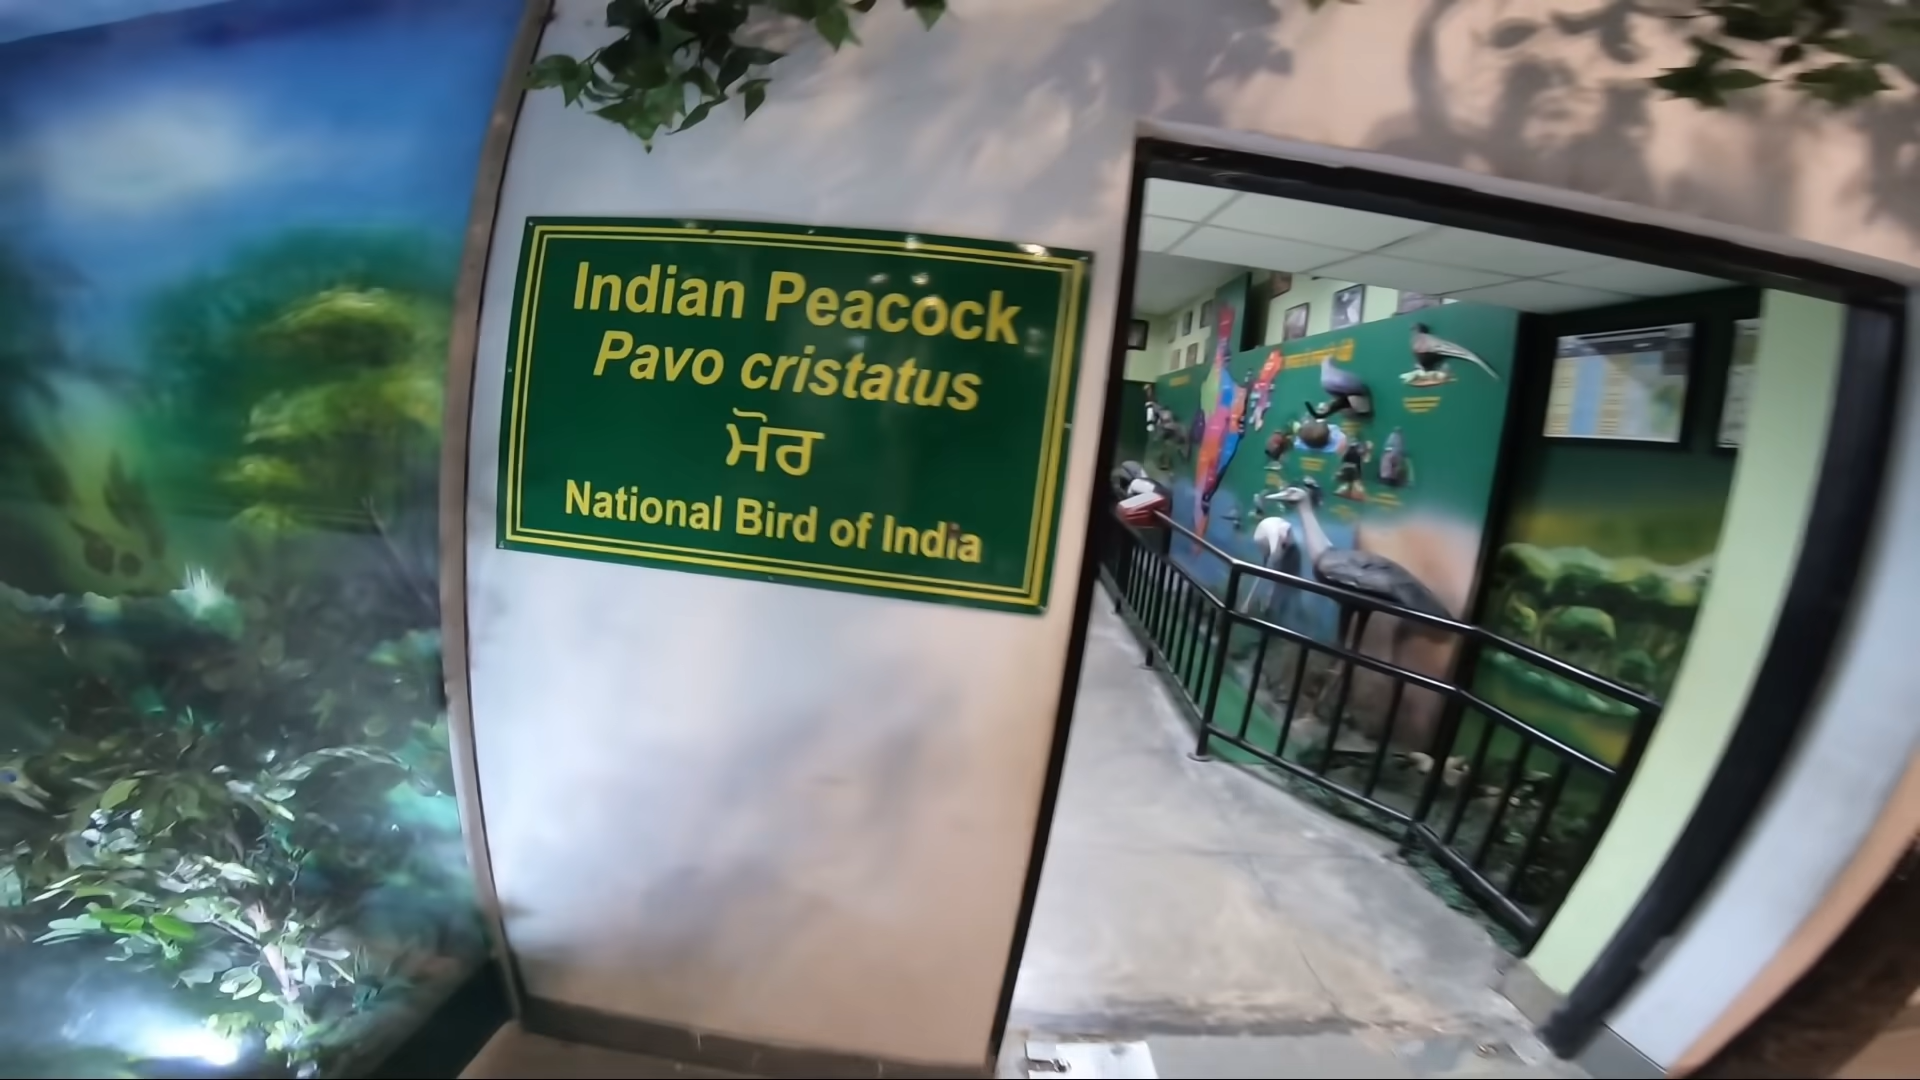 Indian Peacock
Pavo cristatus
ਮੋਰ
National Bird of India